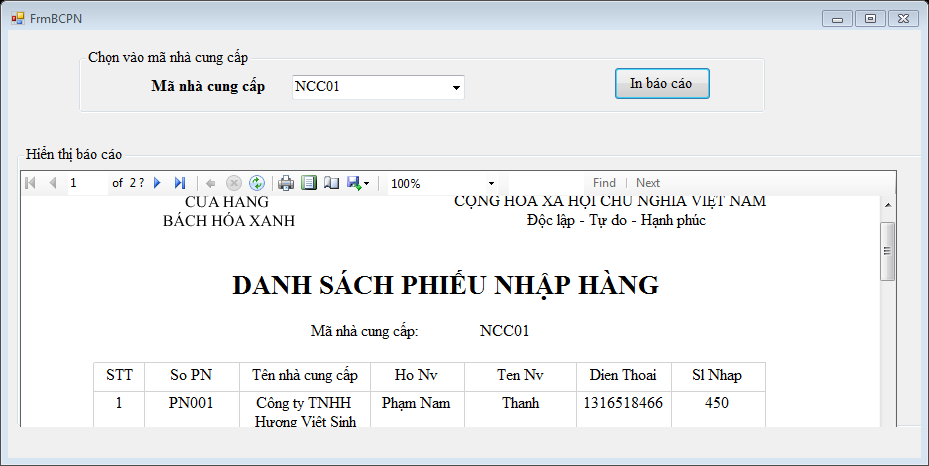 FrmBCPN
Chọn vào mã nhà cung cấp
Mã nhà cung cấp NCC01 In báo cáo
Hiển thị báo cáo
1 of 2 ? 100% Find | Next
CỬA HÀNG CỘNG HÒA XÃ HỘI CHỦ NGHĨA VIỆT NAM
BÁCH HÓA XANH Độc lập - Tự do - Hạnh phúc
DANH SÁCH PHIẾU NHẬP HÀNG
Mã nhà cung cấp: NCC01
STT So PN Tên nhà cung cấp Ho Nv Ten Nv Dien Thoai Sl Nhap
1 PN001 Công ty TNHH Phạm Nam Thanh 1316518466 450
Hương Việt Sinh